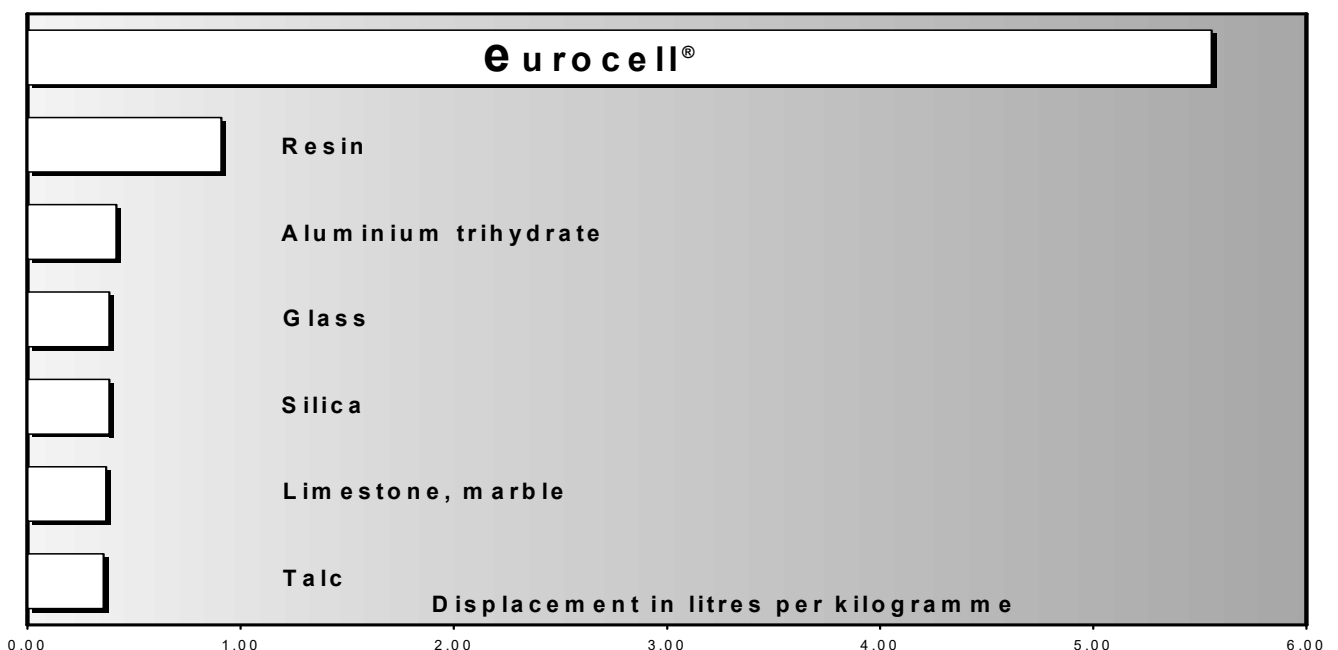 eurocell®
Resin
Aluminium trihydrate
Glass
Silica
Limestone, marble
Talc
Displacement in litres per kilogramme
0.00 1.00 2.00 3.00 4.00 5.00 6.00